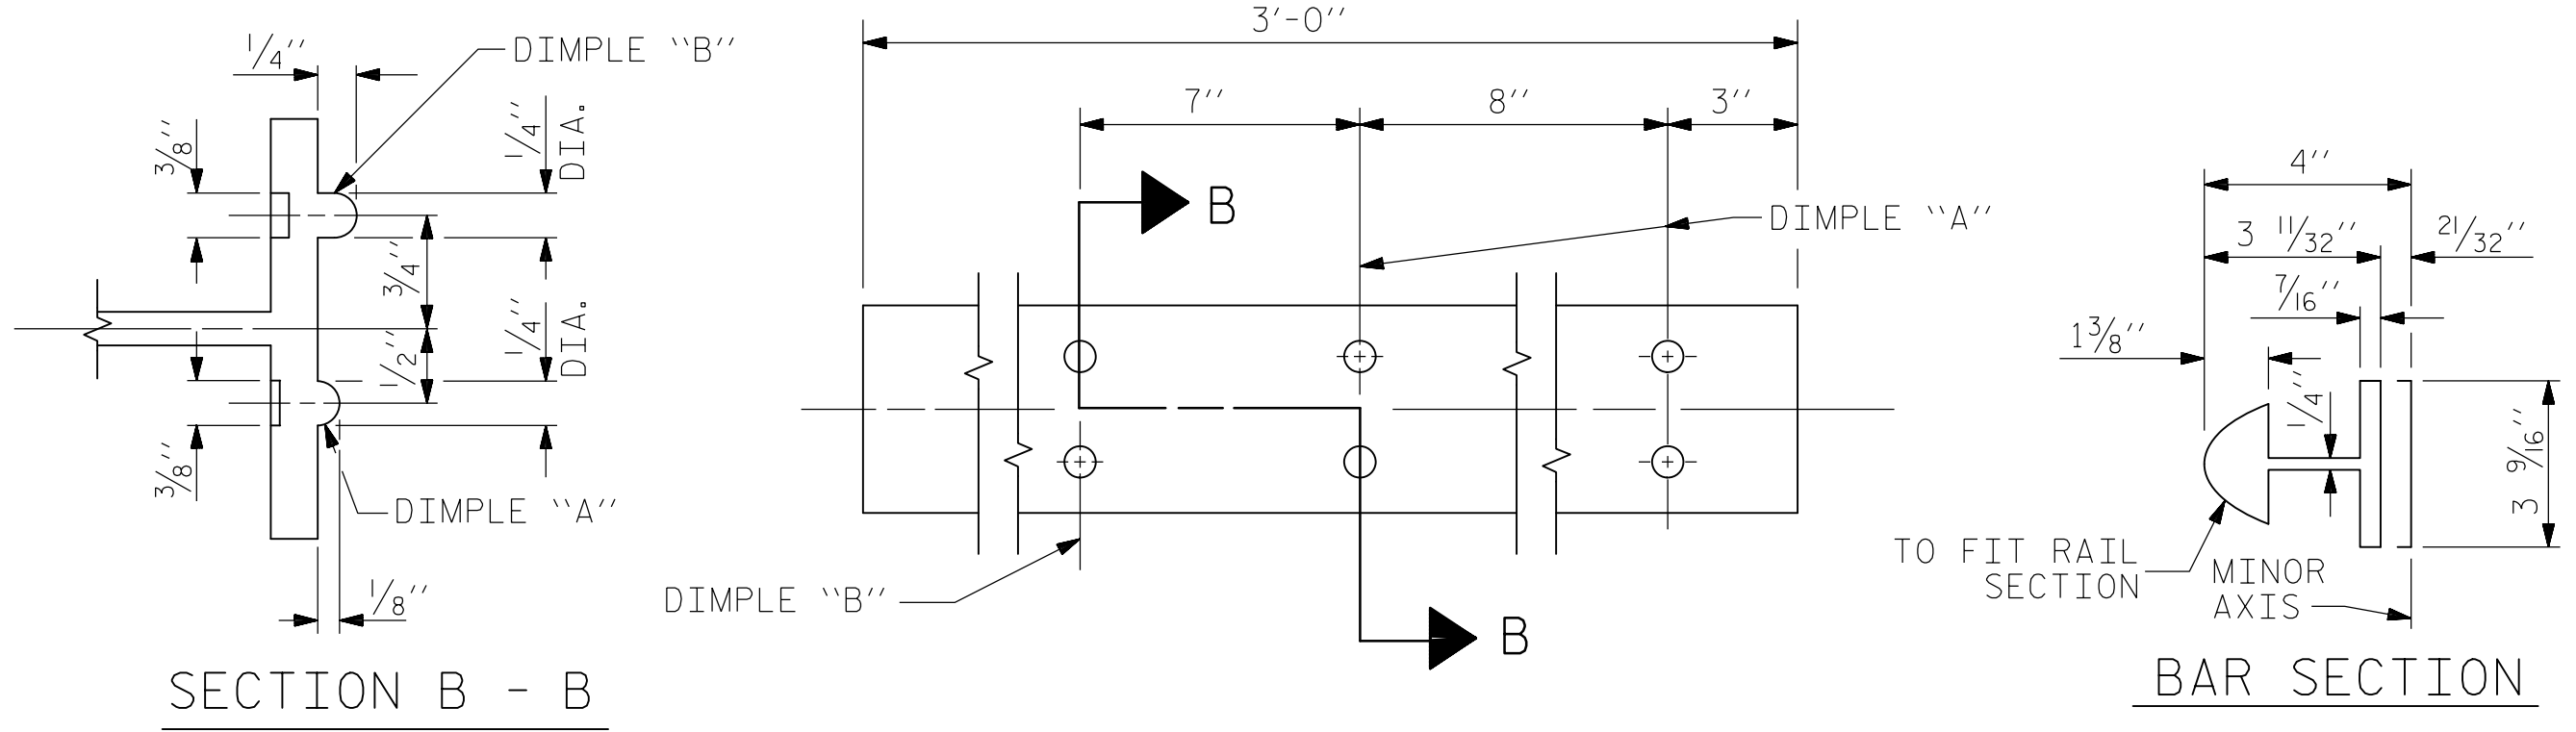 1/4''
DIMPLE ''B''
3/8''
1/4''
DIA.
3/4''
1/2''
1/4''
DIA.
3/8''
DIMPLE ''A''
1/8''
SECTION B - B
3'-0''
7''
8''
3''
B
DIMPLE ''A''
DIMPLE ''B''
B
4''
3 11/32''
21/32''
7/16''
1 3/8''
1/4''
3 9/16''
TO FIT RAIL
SECTION
MINOR
AXIS
BAR SECTION